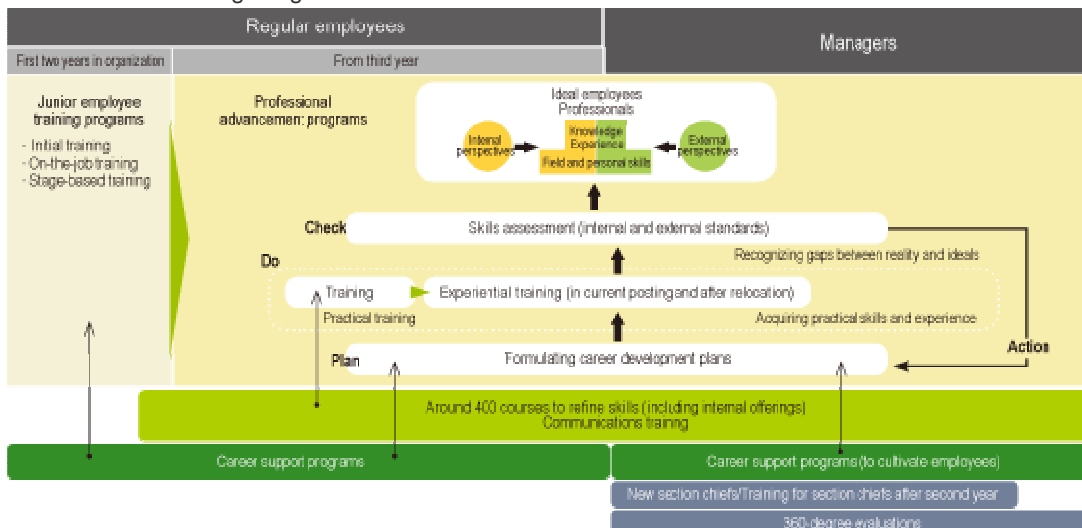 Regular employees
Managers
First two years in organization
From third year
Junior employee
training programs
- Initial training
- On-the-job training
- Stage-based training
Professional
advancement programs
Ideal employees
Professionals
Internal
perspectives
Knowledge
Experience
Field and personal skills
External
perspectives
Check
Skills assessment (internal and external standards)
Recognizing gaps between reality and ideals
Do
Training
Experiential training (in current posting and after relocation)
Practical training
Acquiring practical skills and experience
Action
Plan
Formulating career development plans
Around 400 courses to refine skills (including internal offerings)
Communications training
Career support programs
Career support programs (to cultivate employees)
New section chiefs/Training for section chiefs after second year
360-degree evaluations